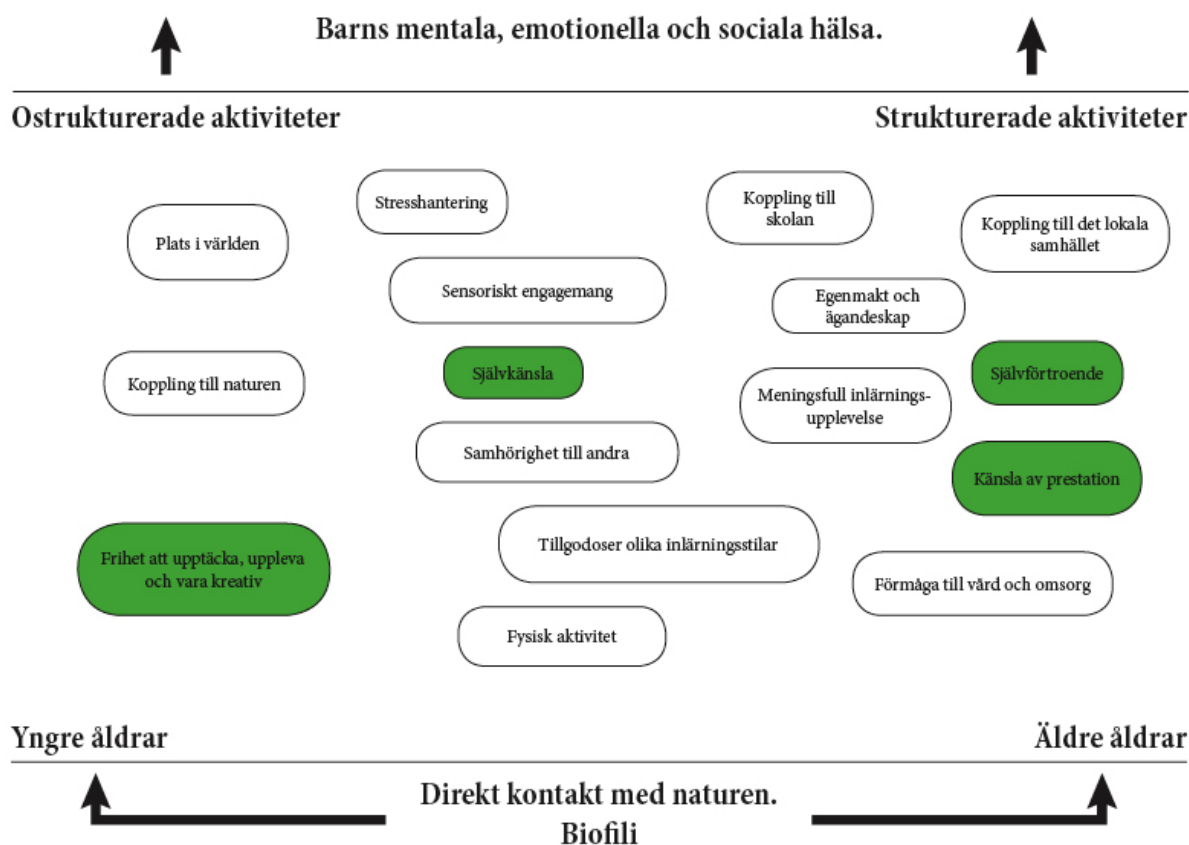 Barns mentala, emotionella och sociala hälsa.
Ostrukturerade aktiviteter
Strukturerade aktiviteter
Stresshantering
Koppling till
skolan
Plats i världen
Koppling till det lokala
samhället
Sensoriskt engagemang
Egenmakt och
ägandeskap
Koppling till naturen
Självkänsla
Självförtroende
Meningsfull inlärnings-
upplevelse
Samhörighet till andra
Känsla av prestation
Tillgodoser olika inlärningsstilar
Frihet att upptäcka, uppleva
och vara kreativ
Förmåga till vård och omsorg
Fysisk aktivitet
Yngre åldrar
Äldre åldrar
Direkt kontakt med naturen.
Biofili